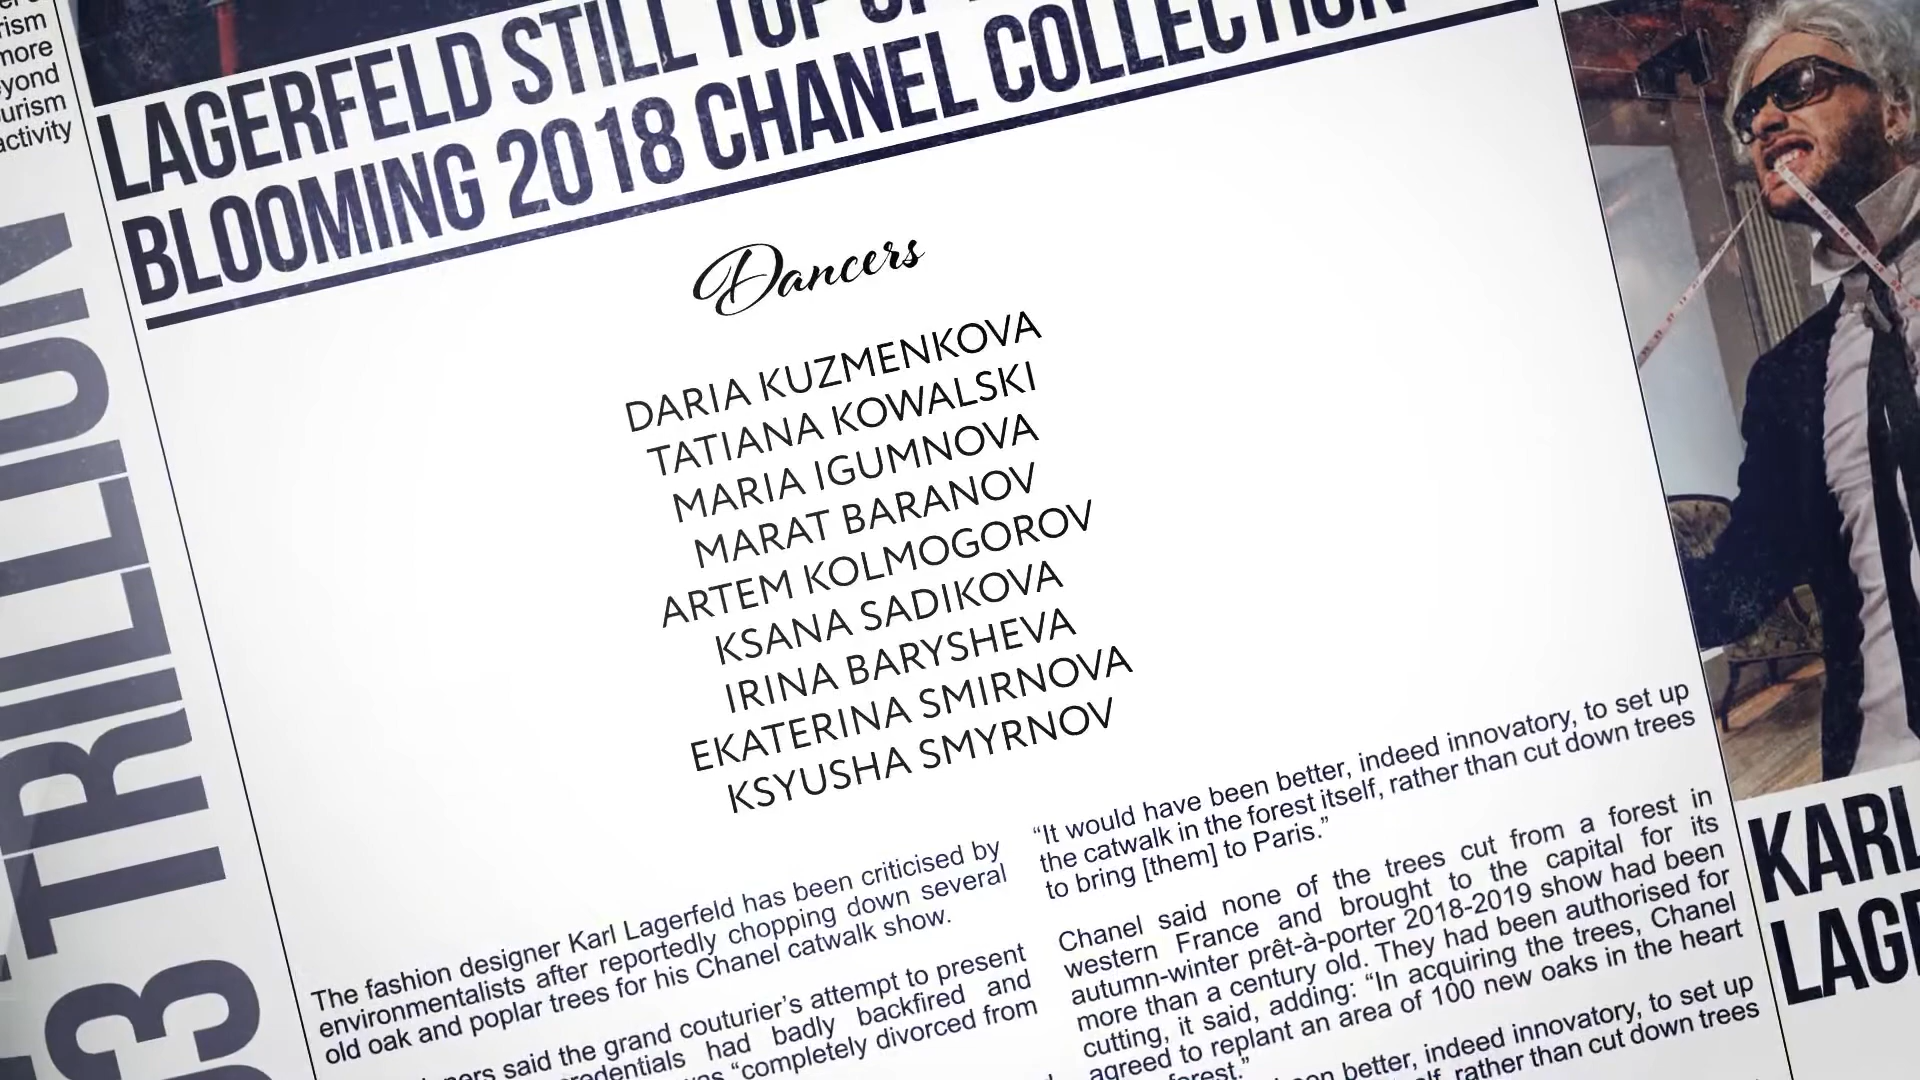 rism
more
yond
urism
activity
3 TRILLION
LAGERFELD STILL TOP OF
BLOOMING 2018 CHANEL COLLECTION
Dancers
DARIA KUZMENKOVA
TATIANA KOWALSKI
MARIA IGUMNOVA
MARAT BARANOV
ARTEM KOLMOGOROV
KSANA SADIKOVA
IRINA BARYSHEVA
EKATERINA SMIRNOVA
KSYUSHA SMYRNOV
The fashion designer Karl Lagerfeld has been criticised by
environmentalists after reportedly chopping down several
old oak and poplar trees for his Chanel catwalk show.
ners said the grand couturier’s attempt to present
redentials had badly backfired and
was “completely divorced from
“It would have been better, indeed innovatory, to set up
the catwalk in the forest itself, rather than cut down trees
to bring [them] to Paris.”
Chanel said none of the trees cut from a forest in
western France and brought to the capital for its
autumn-winter prêt-à-porter 2018-2019 show had been
more than a century old. They had been authorised for
cutting, it said, adding: “In acquiring the trees, Chanel
agreed to replant an area of 100 new oaks in the heart
forest.”
been better, indeed innovatory, to set up
itself, rather than cut down trees
KARL
LAGE